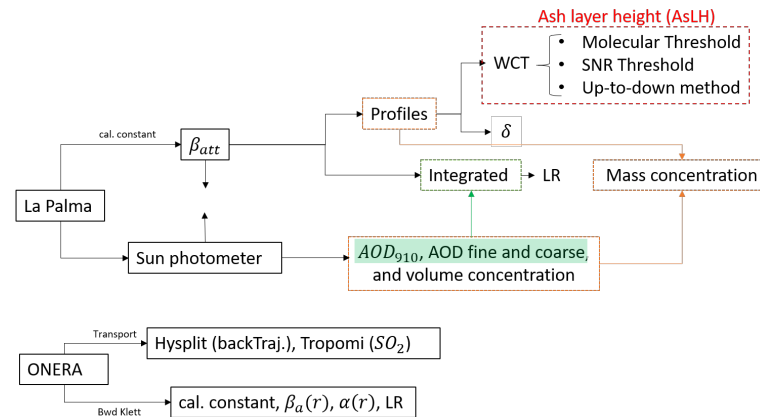 Ash layer height (AsLH)
WCT
• Molecular Threshold
• SNR Threshold
• Up-to-down method
Profiles
cal. constant
β_att
δ
Integrated
LR
Mass concentration
La Palma
Sun photometer
AOD_910, AOD fine and coarse,
and volume concentration
Transport
Hysplit (backTraj.), Tropomi (SO_2)
ONERA
cal. constant, β_a(r), α(r), LR
Bwd Klett